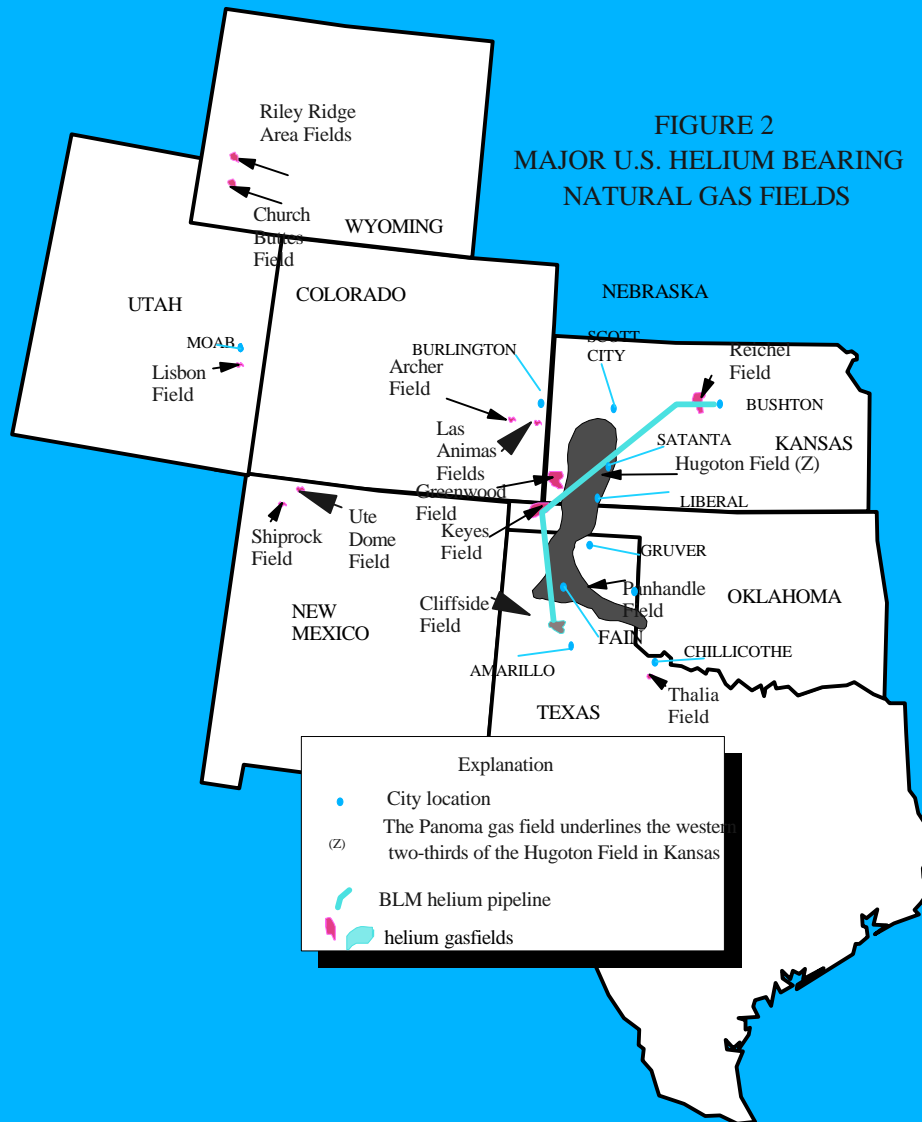 FIGURE 2
MAJOR U.S. HELIUM BEARING
NATURAL GAS FIELDS
Riley Ridge
Area Fields
Church
Buttes
Field
WYOMING
UTAH
COLORADO
NEBRASKA
MOAB
Lisbon
Field
BURLINGTON
Archer
Field
SCOTT
CITY
Reichel
Field
BUSHTON
Las
Animas
Fields
SATANTA
KANSAS
Hugoton Field (Z)
Greenwood
Field
LIBERAL
Keyes
Field
Shiprock
Field
Ute
Dome
Field
GRUVER
Panhandle
Field
OKLAHOMA
NEW
MEXICO
Cliffside
Field
FAIN
AMARILLO
CHILLICOTHE
Thalia
Field
TEXAS
Explanation
City location
(Z)
The Panoma gas field underlines the western
two-thirds of the Hugoton Field in Kansas
BLM helium pipeline
helium gasfields